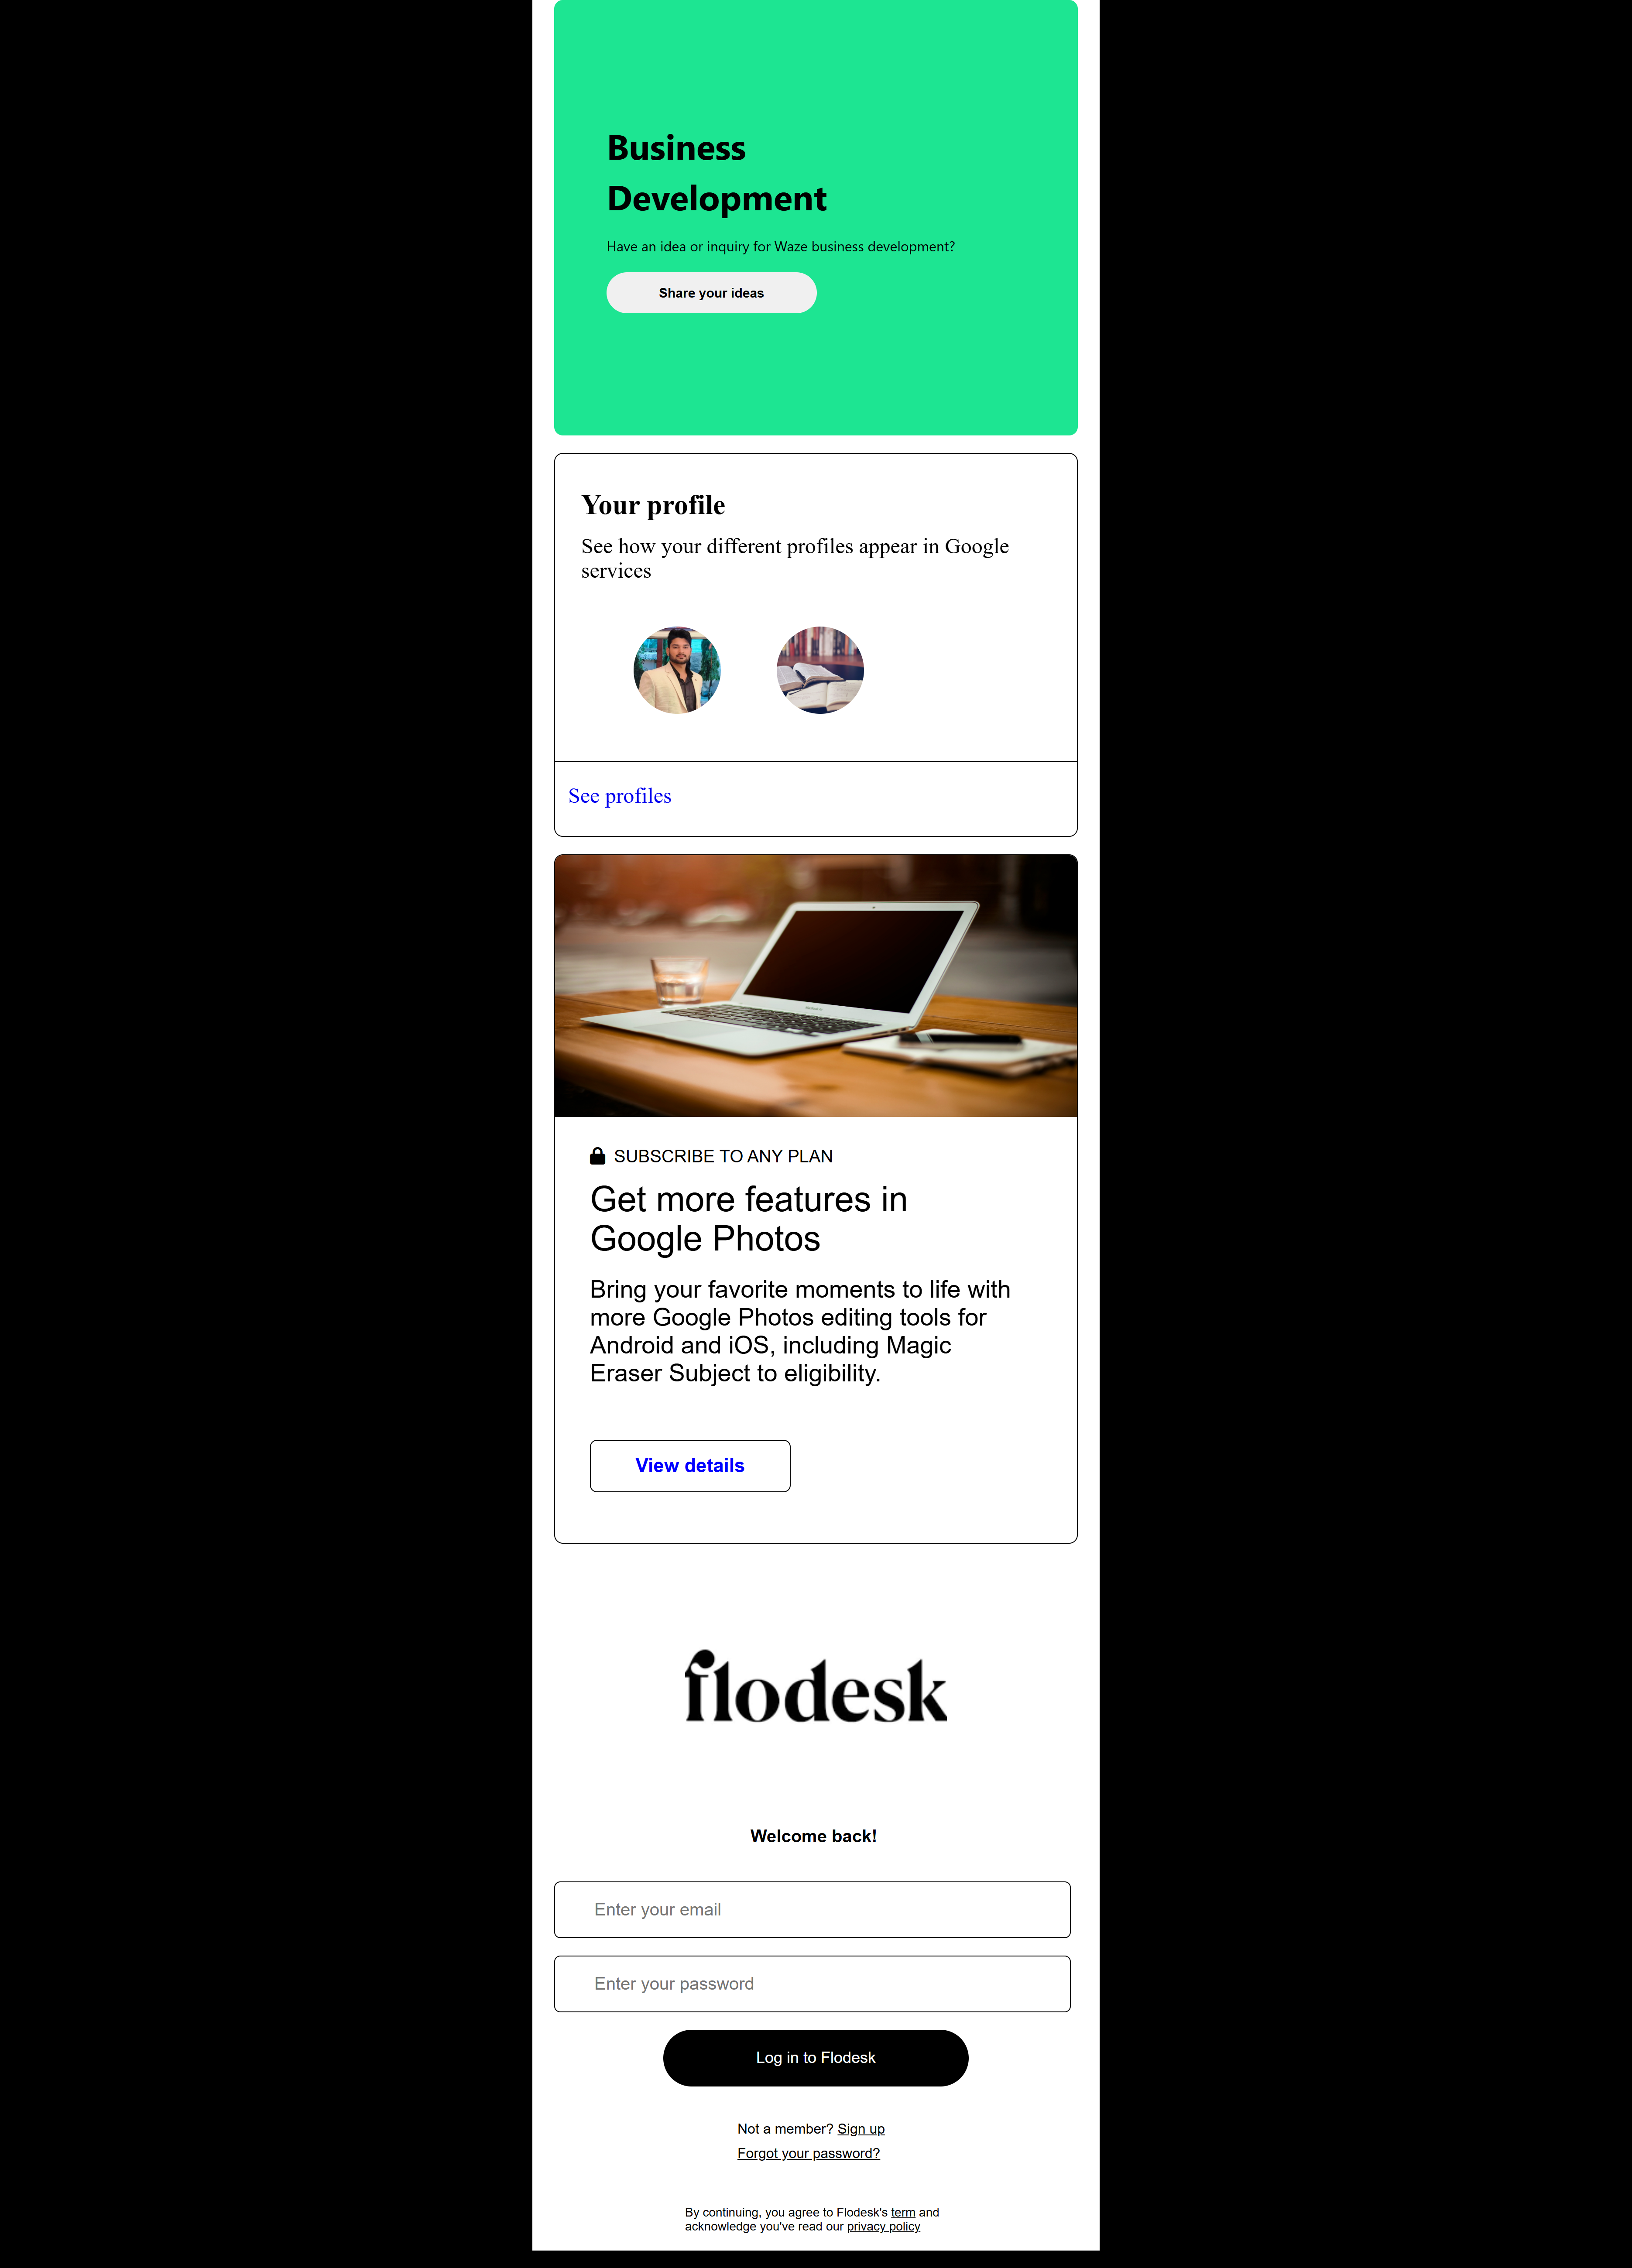 Business
Development
Have an idea or inquiry for Waze business development?
Share your ideas
Your profile
See how your different profiles appear in Google
services
See profiles
SUBSCRIBE TO ANY PLAN
Get more features in
Google Photos
Bring your favorite moments to life with
more Google Photos editing tools for
Android and iOS, including Magic
Eraser Subject to eligibility.
View details
flodesk
Welcome back!
Enter your email
Enter your password
Log in to Flodesk
Not a member? Sign up
Forgot your password?
By continuing, you agree to Flodesk's term and
acknowledge you've read our privacy policy